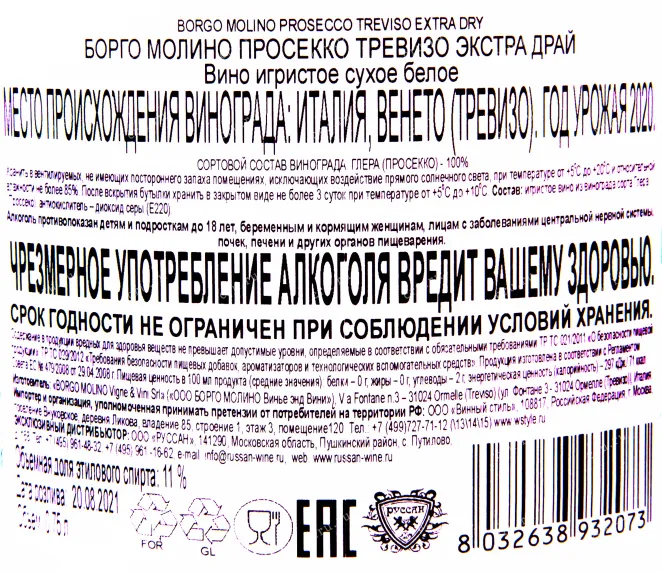 BORGO MOLINO PROSECCO TREVISO EXTRA DRY
БОРГО МОЛИНО ПРОСЕККО ТРЕВИЗО ЭКСТРА ДРАЙ
Вино игристое сухое белое
МЕСТО ПРОИСХОЖДЕНИЯ ВИНОГРАДА: ИТАЛИЯ, ВЕНЕТО (ТРЕВИЗО). ГОД УРОЖАЯ 2020
СОРТОВОЙ СОСТАВ ВИНОГРАДА ГЛЕРА (ПРОСЕККО) - 100%
Хранить в вентилируемых, не имеющих постороннего запаха помещениях, исключающих воздействие прямого солнечного света, при температуре от +5°С до +20°С и относительной
влажности не более 85%. После вскрытия бутылки хранить в закрытом виде не более 3 суток при температуре от +5°С до +10°С. Состав: игристое вино из винограда сорта Глера
(Просекко), антиокислитель – диоксид серы (Е220).
Алкоголь противопоказан детям и подросткам до 18 лет, беременным и кормящим женщинам, лицам с заболеваниями центральной нервной системы,
почек, печени и других органов пищеварения.
ЧРЕЗМЕРНОЕ УПОТРЕБЛЕНИЕ АЛКОГОЛЯ ВРЕДИТ ВАШЕМУ ЗДОРОВЬЮ.
СРОК ГОДНОСТИ НЕ ОГРАНИЧЕН ПРИ СОБЛЮДЕНИИ УСЛОВИЙ ХРАНЕНИЯ.
Содержание в продукции вредных для здоровья веществ не превышает допустимые уровни, определяемые в соответствии с обязательными требованиями ТР ТС 021/2011 «О безопасности пищевой
продукции», ТР ТС 029/2012 «Требования безопасности пищевых добавок, ароматизаторов и технологических вспомогательных средств». Продукция изготовлена в соответствии с Регламентом
Совета ЕС № 479/2008 от 29.04.2008 г. Пищевая ценность в 100 мл продукта (средние значения): белки – 0 г, жиры – 0 г, углеводы – 2 г, энергетическая ценность (калорийность) – 297 кДж, 71 ккал.
Изготовитель: «BORGO MOLINO Vigne & Vini Srl» («ООО БОРГО МОЛИНО Винье энд Вини»), V a Fontane n.3 – 31024 Ormelle (Treviso) (ул. Фонтане 3 - 31024 Ормелле (Тревизо)), Италия
Импортер и организация, уполномоченная принимать претензии от потребителей на территории РФ: ООО «Винный стиль», 108817, Российская Федерация, г. Москва,
поселение Внуковское, деревня Ликова, владение 85, строение 1, этаж 3, помещение 120 Тел.: +7 (499)727-71-12 (\13\14\15) www.wstyle.ru
ЭКСКЛЮЗИВНЫЙ ДИСТРИБЬЮТОР: ООО «РУССАН», 141290, Московская область, Пушкинский район, с. Путилово,
Тел. +7 (495) 961-48-32, +7 (495) 961-16-62, e-mail info@russan-wine.ru, web www.russan-wine.ru
Объемная доля этилового спирта: 11 %
Дата розлива 20.08.2021
Объем 0,75 л
FOR
GL
ЕАС
РУССАН
8 032638 932073